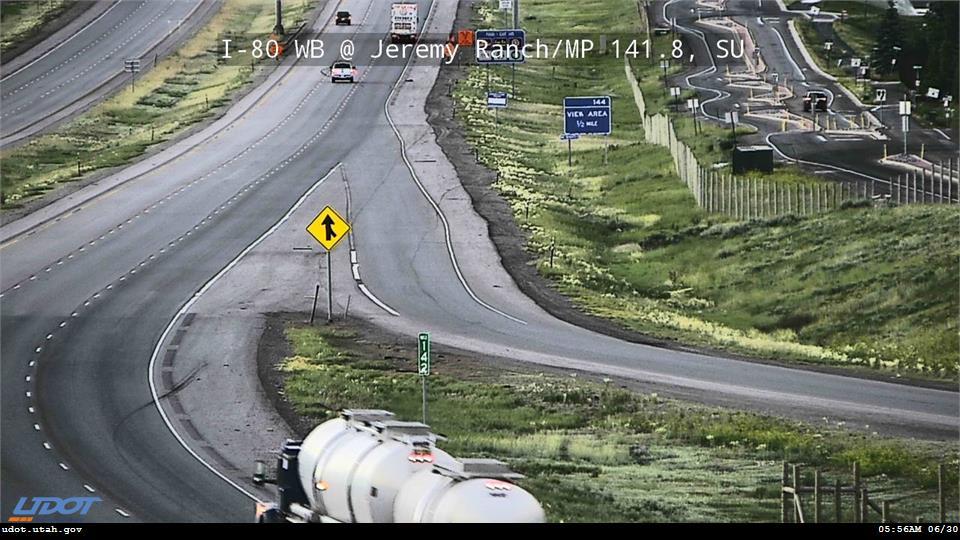 I-80 WB @ Jeremy Ranch/MP 141.8, SU
144
VIEW AREA
½ MILE
MILE
142
UDOT
udot.utah.gov
05:56AM 06/30